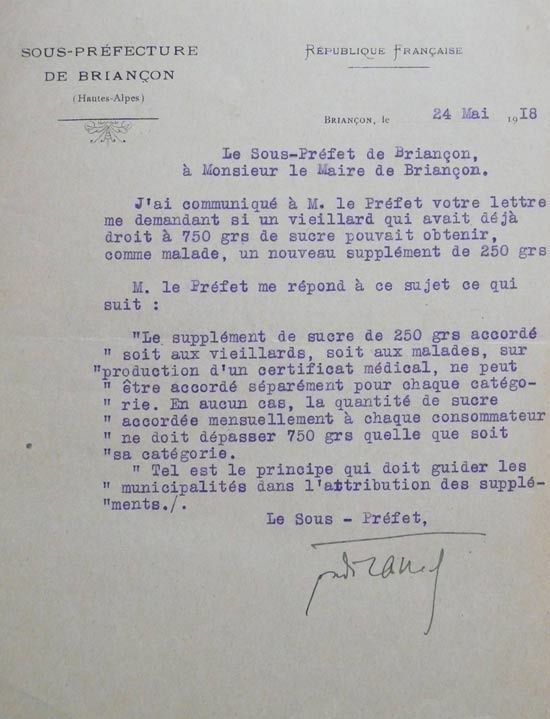 SOUS-PRÉFECTURE
DE BRIANÇON
(Hautes-Alpes)
RÉPUBLIQUE FRANÇAISE
BRIANÇON, le 24 Mai 1918
Le Sous-Préfet de Briançon,
à Monsieur le Maire de Briançon.
J'ai communiqué à M. le Préfet votre lettre
me demandant si un vieillard qui avait déjà
droit à 750 grs de sucre pouvait obtenir,
comme malade, un nouveau supplément de 250 grs
M. le Préfet me répond à ce sujet ce qui
suit :
"Le supplément de sucre de 250 grs accordé
" soit aux vieillards, soit aux malades, sur
"production d'un certificat médical, ne peut
" être accordé séparément pour chaque catégo-
" rie. En aucun cas, la quantité de sucre
" accordée mensuellement à chaque consommateur
" ne doit dépasser 750 grs quelle que soit
"sa catégorie.
" Tel est le principe qui doit guider les
" municipalités dans l'attribution des supplé-
"ments./.
Le Sous - Préfet,